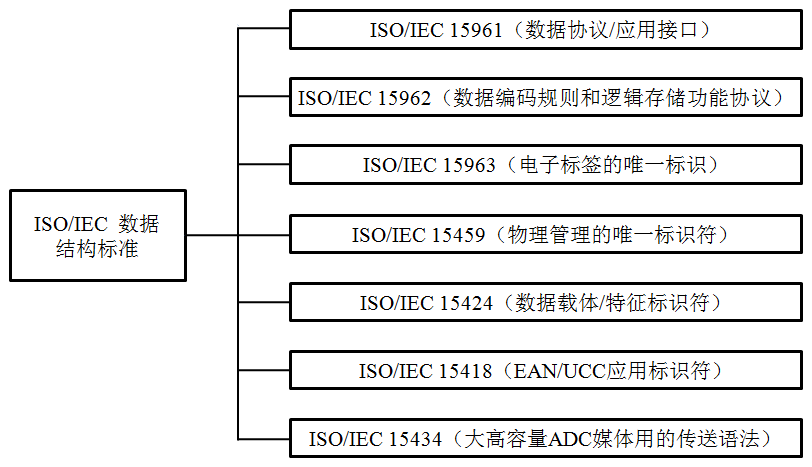 ISO/IEC 15961（数据协议/应用接口）
ISO/IEC 15962（数据编码规则和逻辑存储功能协议）
ISO/IEC 15963（电子标签的唯一标识）
ISO/IEC 数据
结构标准
ISO/IEC 15459（物理管理的唯一标识符）
ISO/IEC 15424（数据载体/特征标识符）
ISO/IEC 15418（EAN/UCC应用标识符）
ISO/IEC 15434（大高容量ADC媒体用的传送语法）